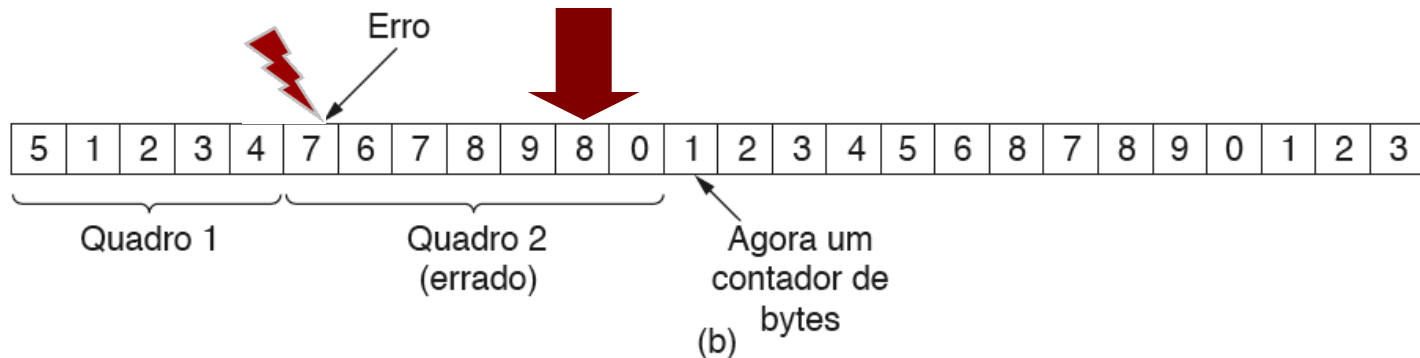 Erro
5 1 2 3 4 7 6 7 8 9 8 0 1 2 3 4 5 6 8 7 8 9 0 1 2 3
Quadro 1
Quadro 2
(errado)
Agora um
contador de
bytes
(b)